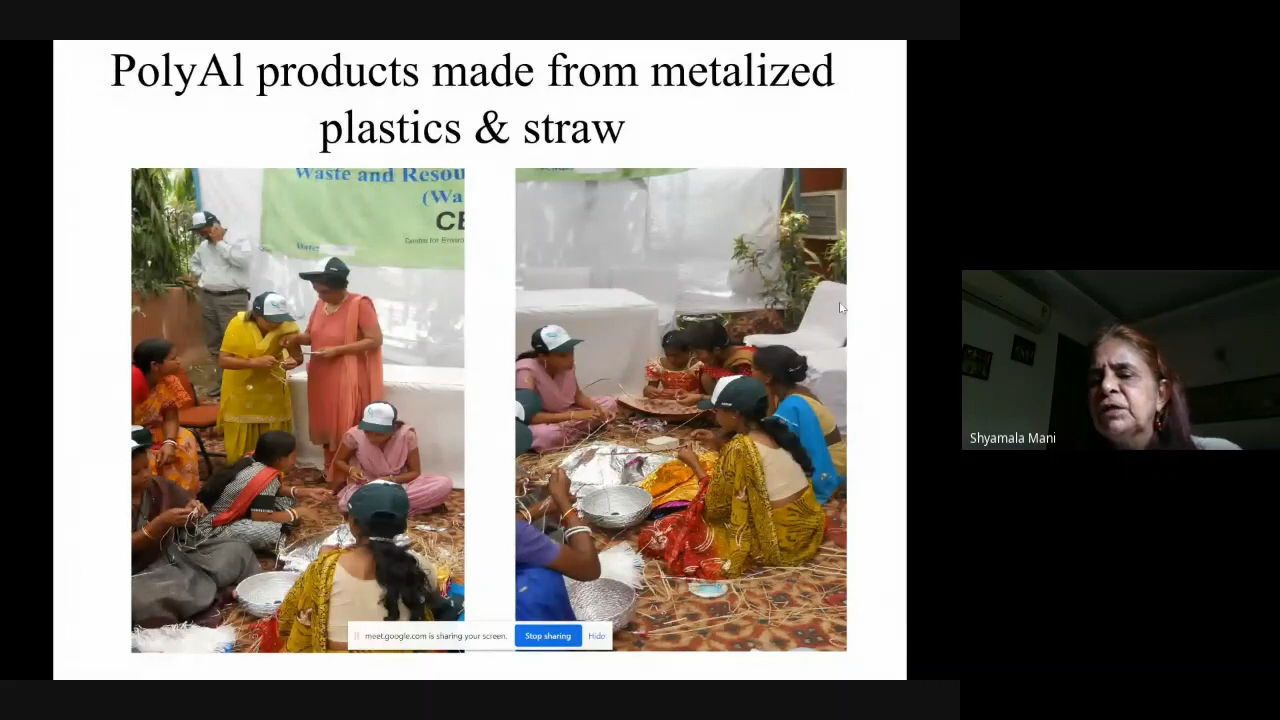 PolyAl products made from metalized
plastics & straw
Waste and Resou
(Wa
CE
meet.google.com is sharing your screen.
Stop sharing
Hide
Shyamala Mani